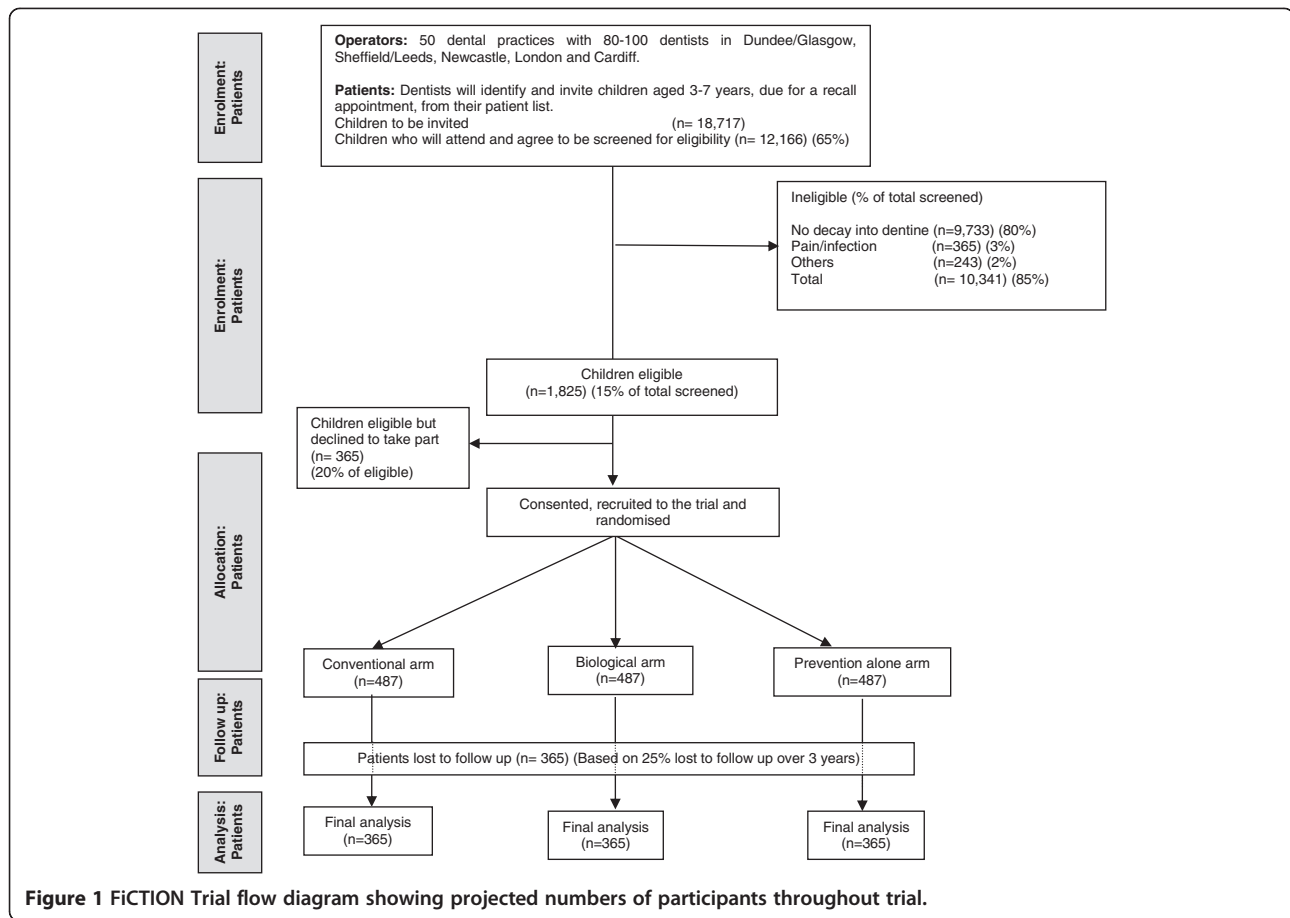 Enrolment:
Patients
Operators: 50 dental practices with 80-100 dentists in Dundee/Glasgow,
Sheffield/Leeds, Newcastle, London and Cardiff.
Patients: Dentists will identify and invite children aged 3-7 years, due for a recall
appointment, from their patient list.
Children to be invited (n= 18,717)
Children who will attend and agree to be screened for eligibility (n= 12,166) (65%)
Enrolment:
Patients
Ineligible (% of total screened)
No decay into dentine (n=9,733) (80%)
Pain/infection (n=365) (3%)
Others (n=243) (2%)
Total (n= 10,341) (85%)
Children eligible
(n=1,825) (15% of total screened)
Children eligible but
declined to take part
(n= 365)
(20% of eligible)
Allocation:
Patients
Consented, recruited to the trial and
randomised
Conventional arm
(n=487)
Biological arm
(n=487)
Prevention alone arm
(n=487)
Follow up:
Patients
Patients lost to follow up (n= 365) (Based on 25% lost to follow up over 3 years)
Analysis:
Patients
Final analysis
(n=365)
Final analysis
(n=365)
Final analysis
(n=365)
Figure 1 FiCTION Trial flow diagram showing projected numbers of participants throughout trial.